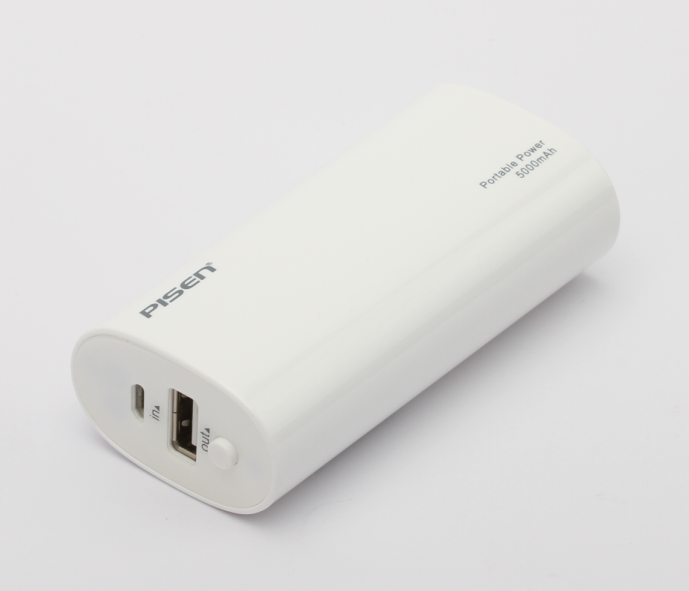 PISEN®
Portable Power
5000mAh
in▲
out▲